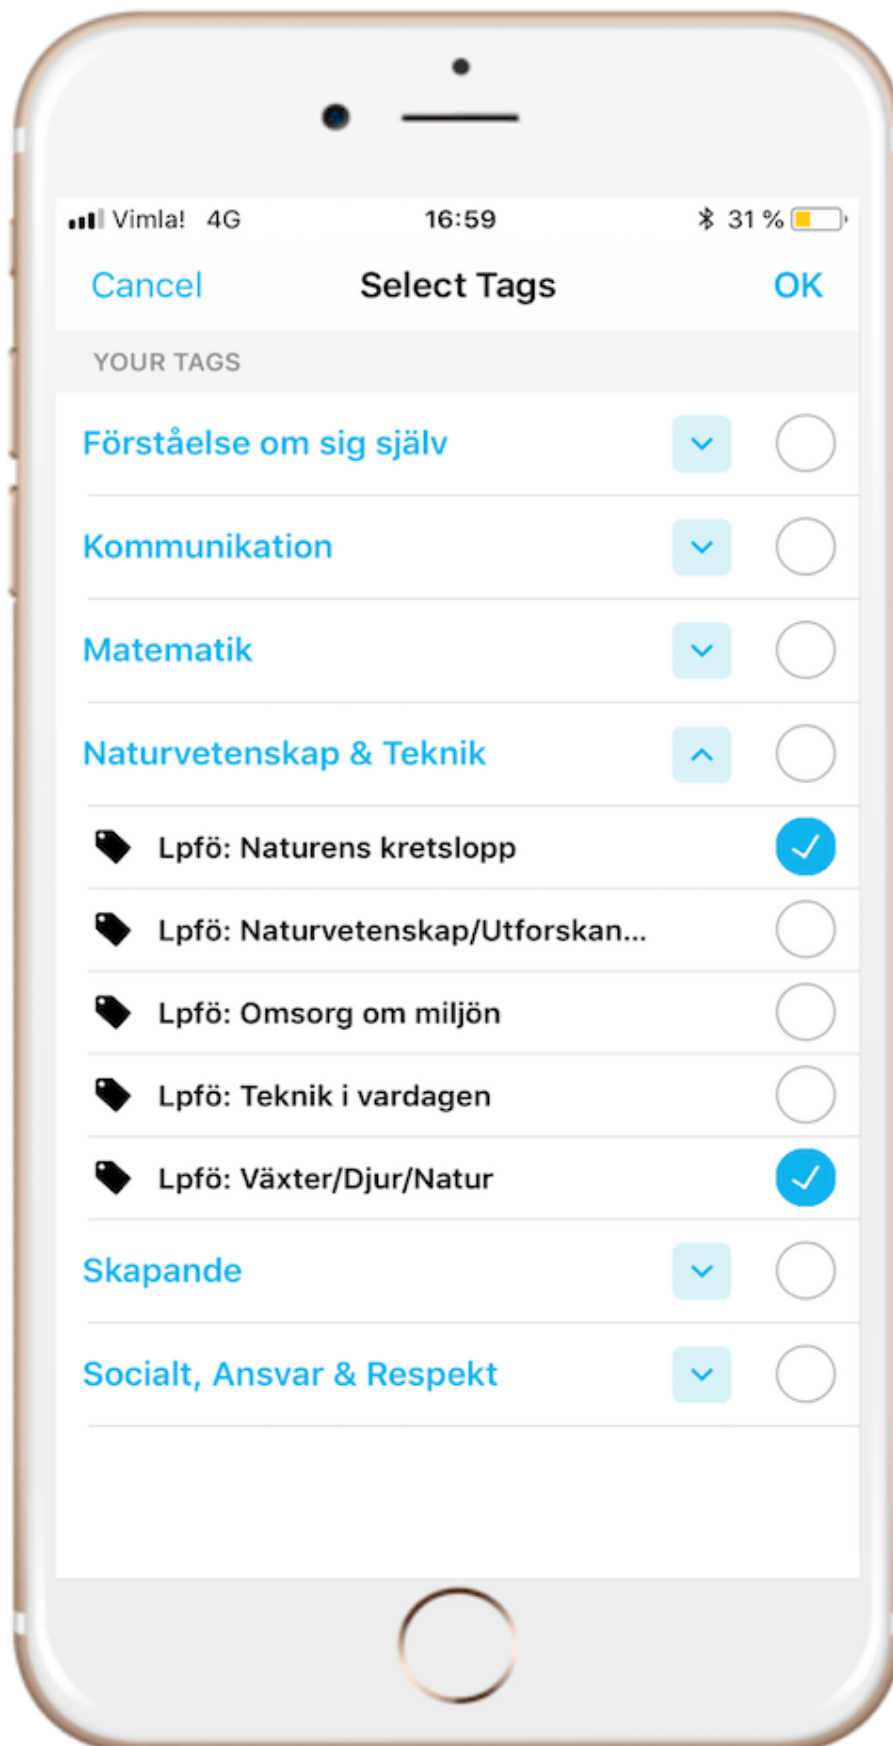 Vimla! 4G 16:59 31 %
Cancel Select Tags OK
YOUR TAGS
Förståelse om sig själv
Kommunikation
Matematik
Naturvetenskap & Teknik
Lpfö: Naturens kretslopp
Lpfö: Naturvetenskap/Utforskan...
Lpfö: Omsorg om miljön
Lpfö: Teknik i vardagen
Lpfö: Växter/Djur/Natur
Skapande
Socialt, Ansvar & Respekt